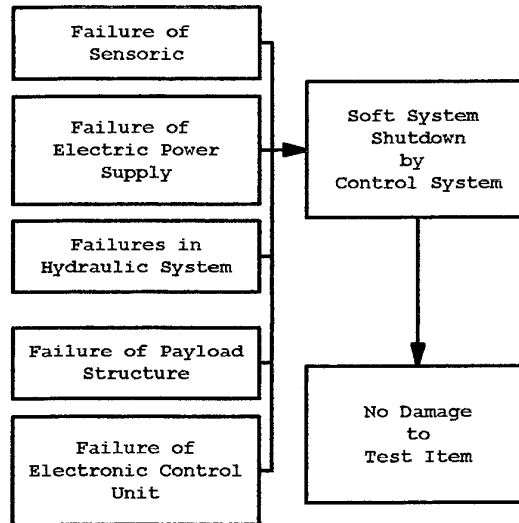 Failure of
Sensoric
Failure of
Electric Power
Supply
Failures in
Hydraulic System
Failure of Payload
Structure
Failure of
Electronic Control
Unit
Soft System
Shutdown
by
Control System
No Damage
to
Test Item